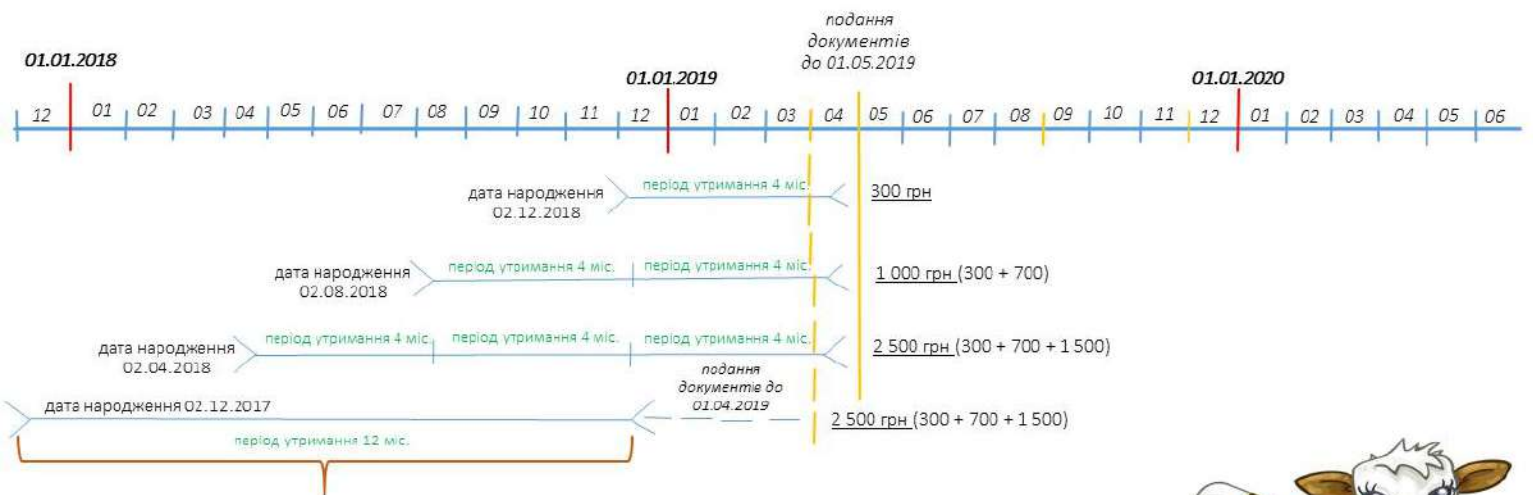 подання
документів
до 01.05.2019
01.01.2018
01.01.2019
01.01.2020
12 01 02 03 04 05 06 07 08 09 10 11 12 01 02 03 04 05 06 07 08 09 10 11 12 01 02 03 04 05 06
дата народження
02.12.2018
період утримання 4 міс.
300 грн
дата народження
02.08.2018
період утримання 4 міс.
період утримання 4 міс.
1 000 грн (300 + 700)
дата народження
02.04.2018
період утримання 4 міс.
період утримання 4 міс.
період утримання 4 міс.
2 500 грн (300 + 700 + 1 500)
подання
документів до
01.04.2019
дата народження 02.12.2017
2 500 грн (300 + 700 + 1 500)
період утримання 12 міс.